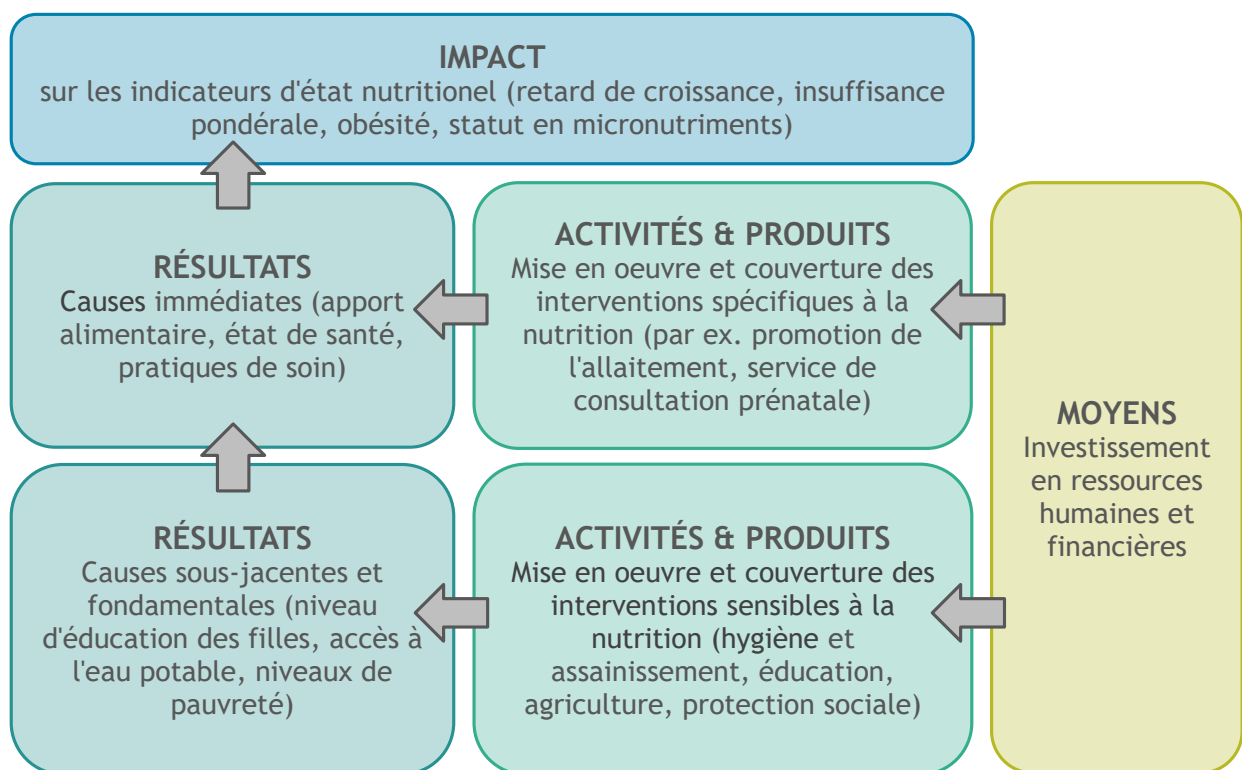 IMPACT
sur les indicateurs d'état nutritionel (retard de croissance, insuffisance
pondérale, obésité, statut en micronutriments)
RÉSULTATS
Causes immédiates (apport
alimentaire, état de santé,
pratiques de soin)
ACTIVITÉS & PRODUITS
Mise en oeuvre et couverture des
interventions spécifiques à la
nutrition (par ex. promotion de
l'allaitement, service de
consultation prénatale)
RÉSULTATS
Causes sous-jacentes et
fondamentales (niveau
d'éducation des filles, accès à
l'eau potable, niveaux de
pauvreté)
ACTIVITÉS & PRODUITS
Mise en oeuvre et couverture des
interventions sensibles à la
nutrition (hygiène et
assainissement, éducation,
agriculture, protection sociale)
MOYENS
Investissement
en ressources
humaines et
financières